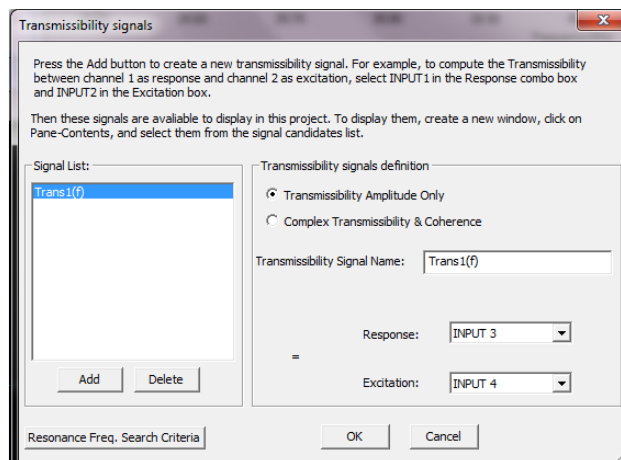 Transmissibility signals
Press the Add button to create a new transmissibility signal. For example, to compute the Transmissibility
between channel 1 as response and channel 2 as excitation, select INPUT1 in the Response combo box
and INPUT2 in the Excitation box.
Then these signals are avaliable to display in this project. To display them, create a new window, click on
Pane-Contents, and select them from the signal candidates list.
Signal List:
Trans1(f)
Add
Delete
Transmissibility signals definition
Transmissibility Amplitude Only
Complex Transmissibility & Coherence
Transmissibility Signal Name:
Trans1(f)
Response:
INPUT 3
=
Excitation:
INPUT 4
Resonance Freq. Search Criteria
OK
Cancel